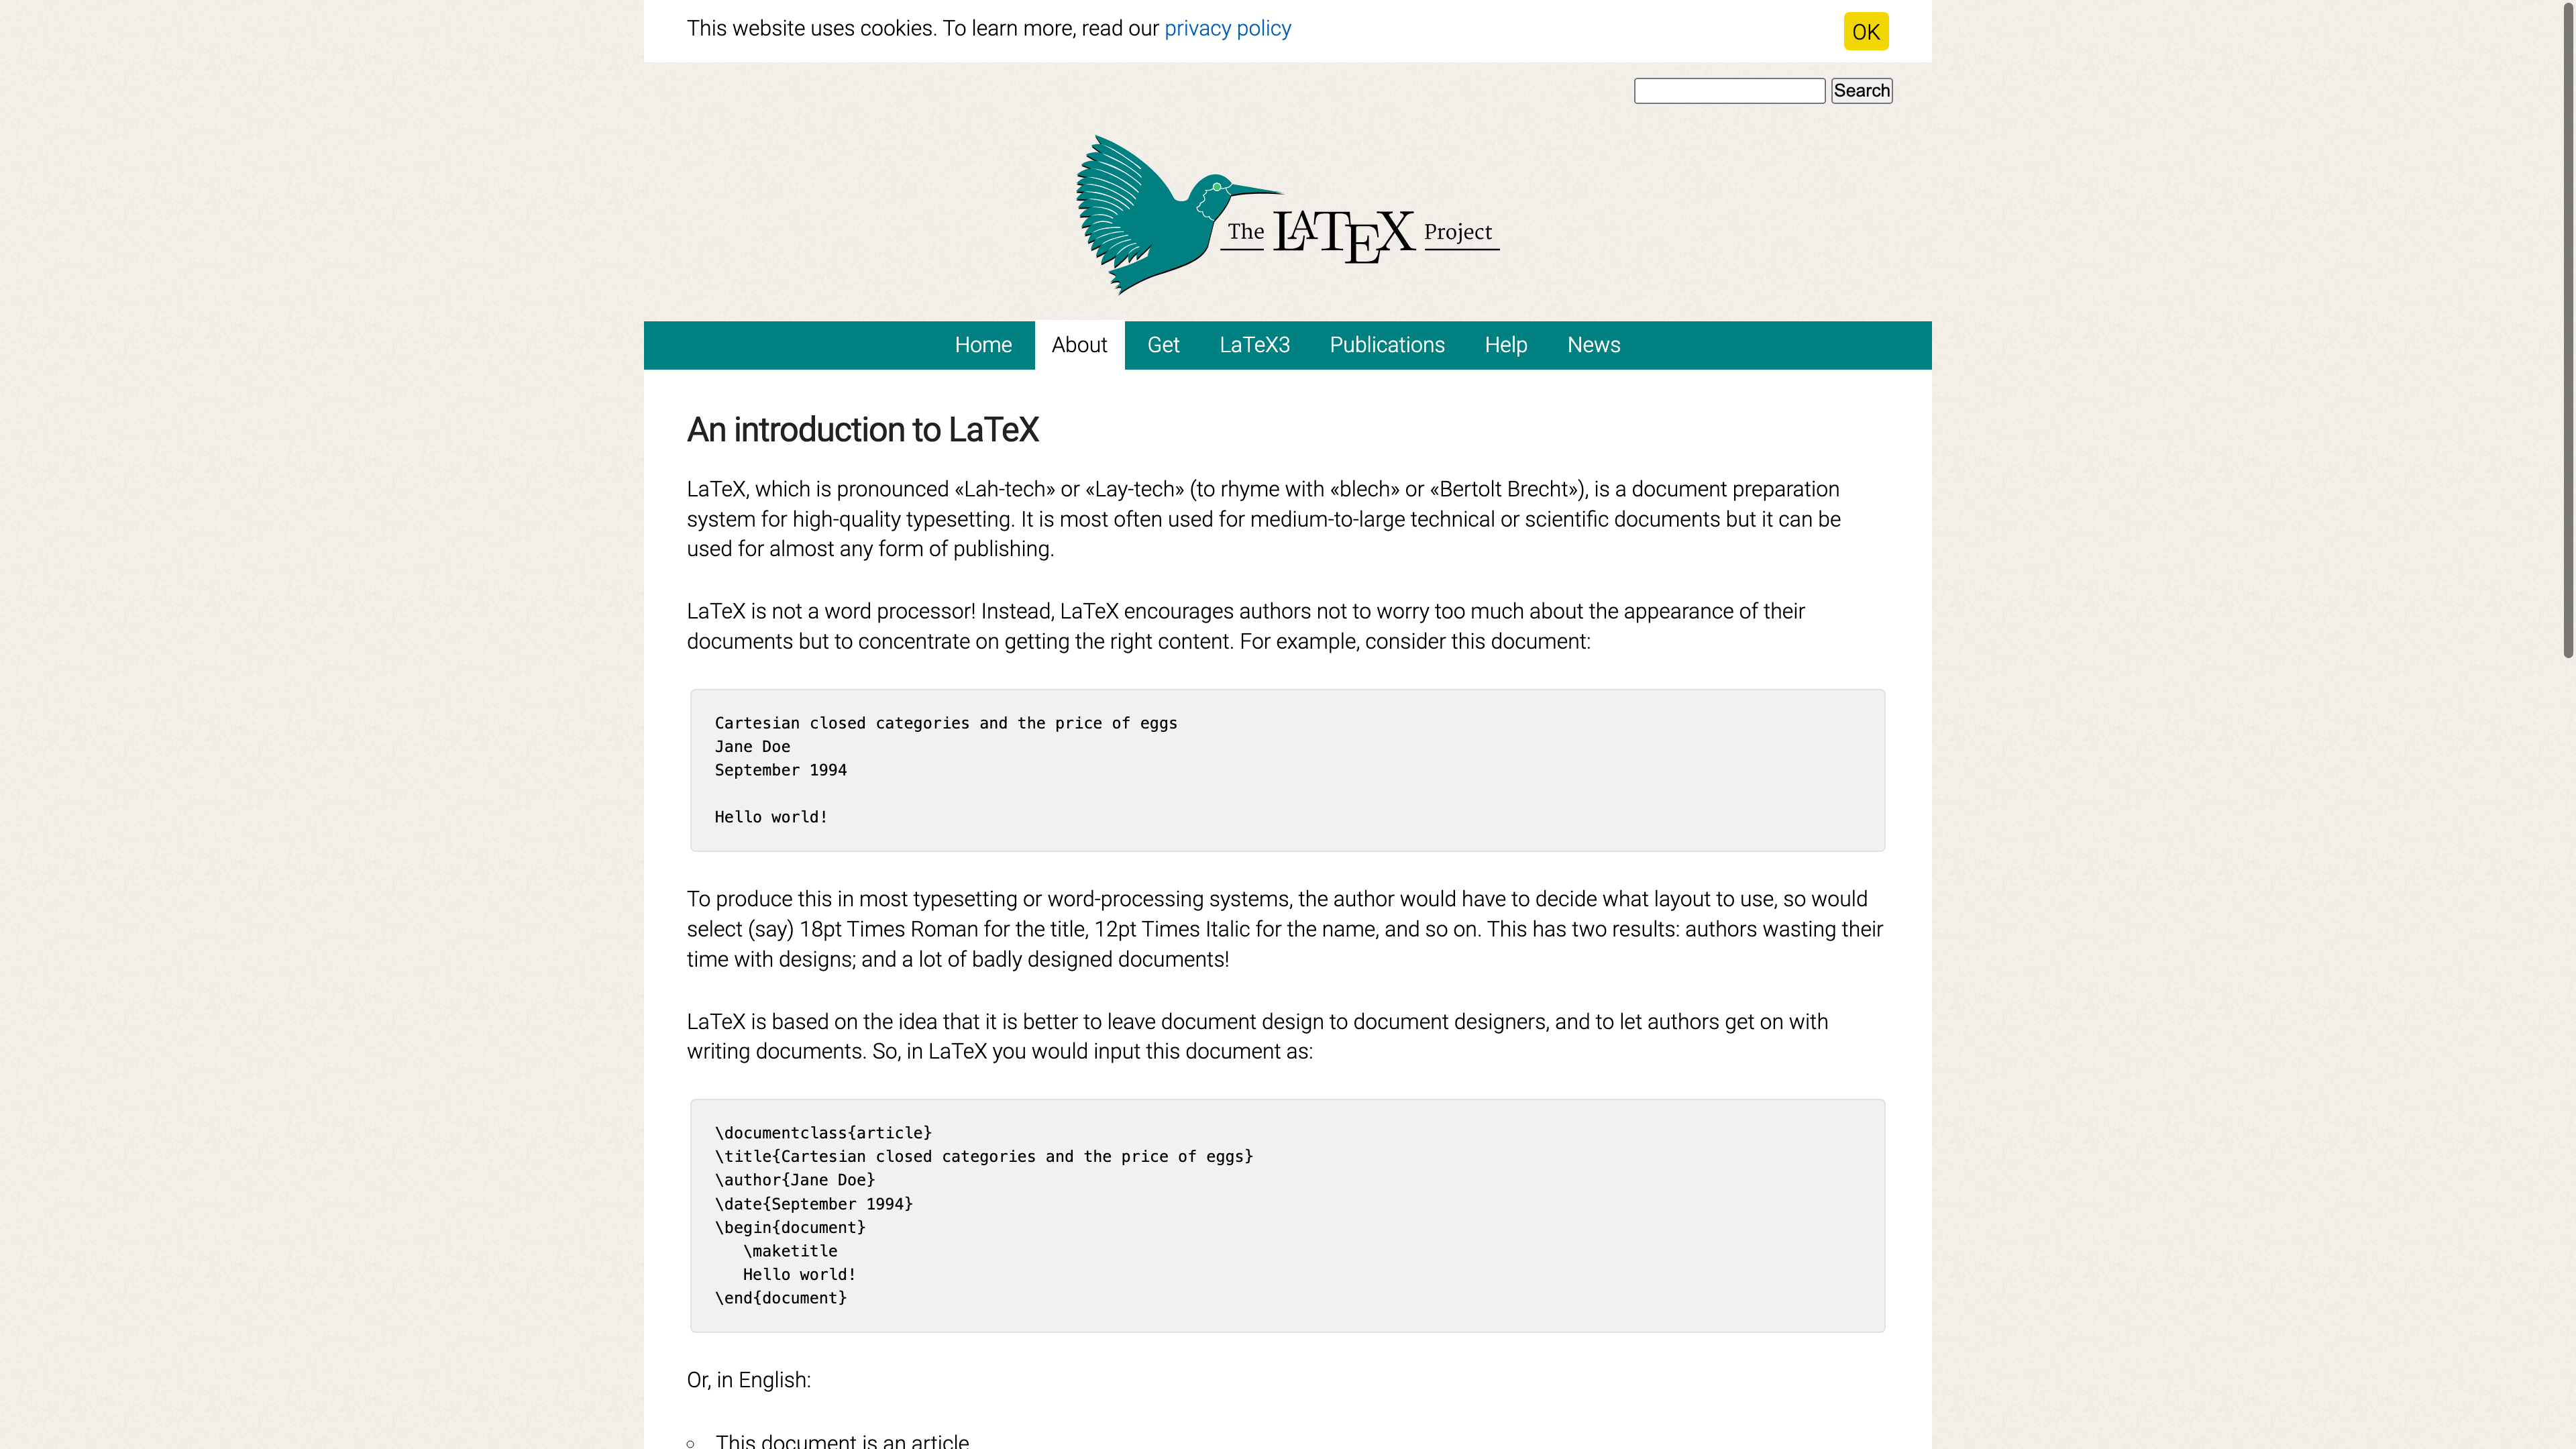 This website uses cookies. To learn more, read our privacy policy
OK
Search
The LATEX Project
Home About Get LaTeX3 Publications Help News
An introduction to LaTeX
LaTeX, which is pronounced «Lah-tech» or «Lay-tech» (to rhyme with «blech» or «Bertolt Brecht»), is a document preparation
system for high-quality typesetting. It is most often used for medium-to-large technical or scientific documents but it can be
used for almost any form of publishing.
LaTeX is not a word processor! Instead, LaTeX encourages authors not to worry too much about the appearance of their
documents but to concentrate on getting the right content. For example, consider this document:
Cartesian closed categories and the price of eggs
Jane Doe
September 1994
Hello world!
To produce this in most typesetting or word-processing systems, the author would have to decide what layout to use, so would
select (say) 18pt Times Roman for the title, 12pt Times Italic for the name, and so on. This has two results: authors wasting their
time with designs; and a lot of badly designed documents!
LaTeX is based on the idea that it is better to leave document design to document designers, and to let authors get on with
writing documents. So, in LaTeX you would input this document as:
\documentclass{article}
\title{Cartesian closed categories and the price of eggs}
\author{Jane Doe}
\date{September 1994}
\begin{document}
   \maketitle
   Hello world!
\end{document}
Or, in English:
This document is an article